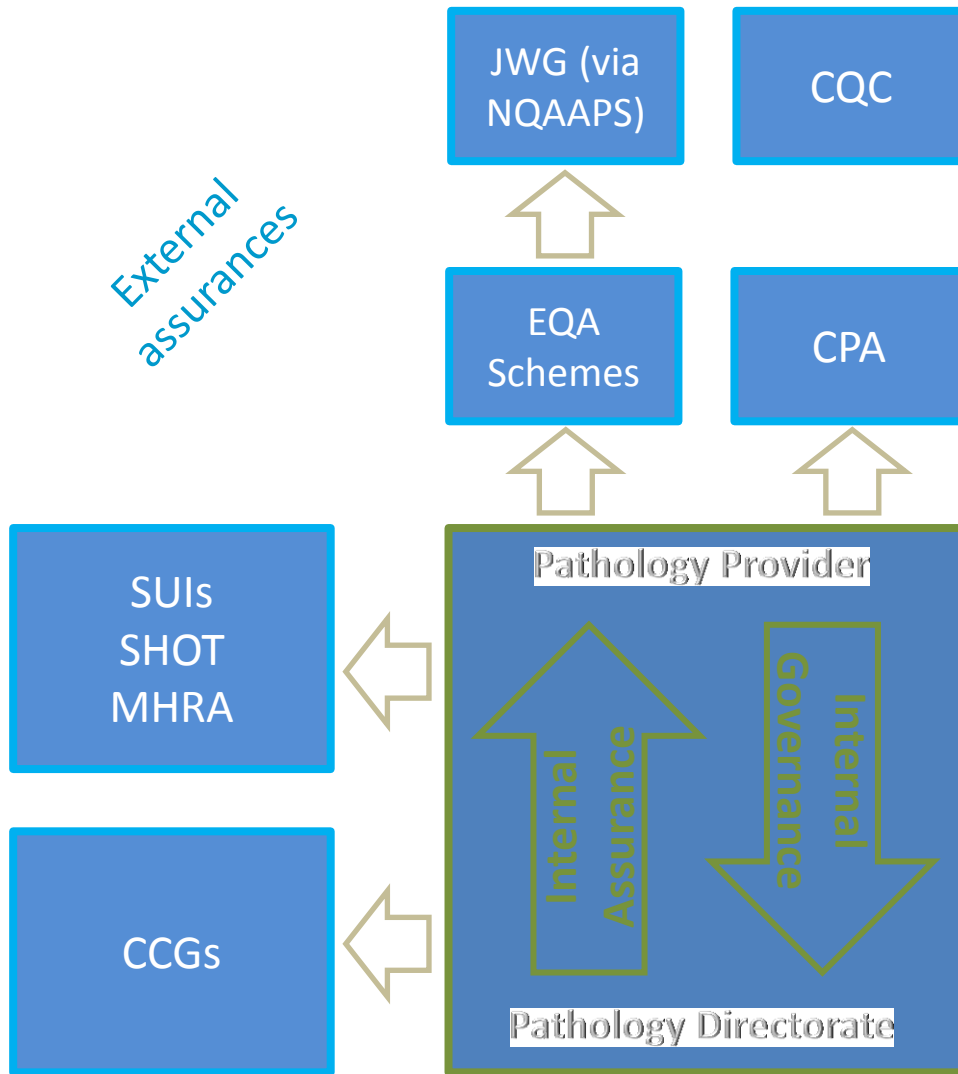 JWG (via
NQAAPS)
CQC
External
assurances
EQA
Schemes
CPA
Pathology Provider
SUIs
SHOT
MHRA
Internal
Assurance
Internal
Governance
CCGs
Pathology Directorate